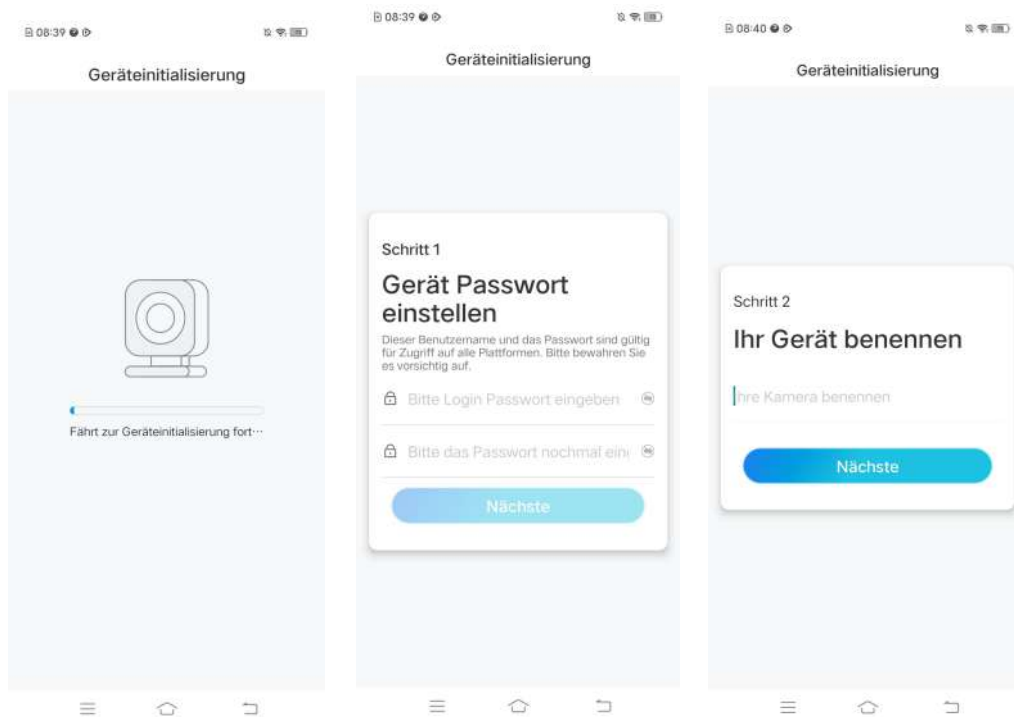 08:39
Geräteinitialisierung
Fährt zur Geräteinitialisierung fort···
08:39
Geräteinitialisierung
Schritt 1
Gerät Passwort
einstellen
Dieser Benutzername und das Passwort sind gültig
für Zugriff auf alle Plattformen. Bitte bewahren Sie
es vorsichtig auf.
Bitte Login Passwort eingeben
Bitte das Passwort nochmal ein
Nächste
08:40
Geräteinitialisierung
Schritt 2
Ihr Gerät benennen
Ihre Kamera benennen
Nächste